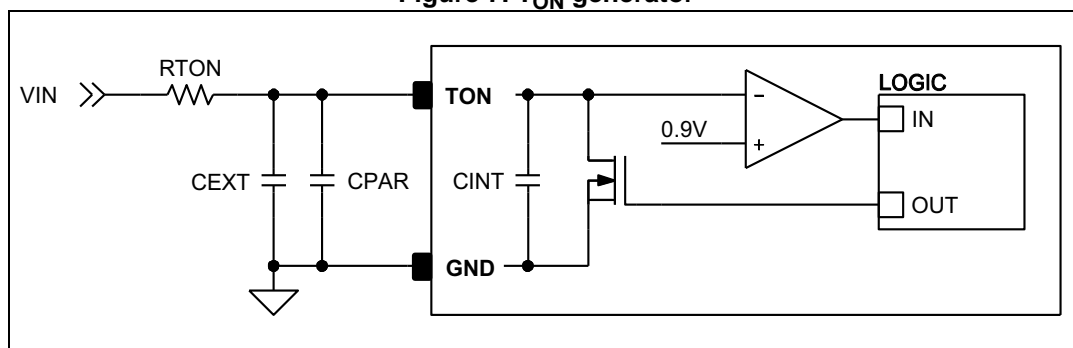 Figure 7. TON generator
VIN
RTON
CEXT
CPAR
TON
GND
CINT
0.9V
−
+
LOGIC
IN
OUT